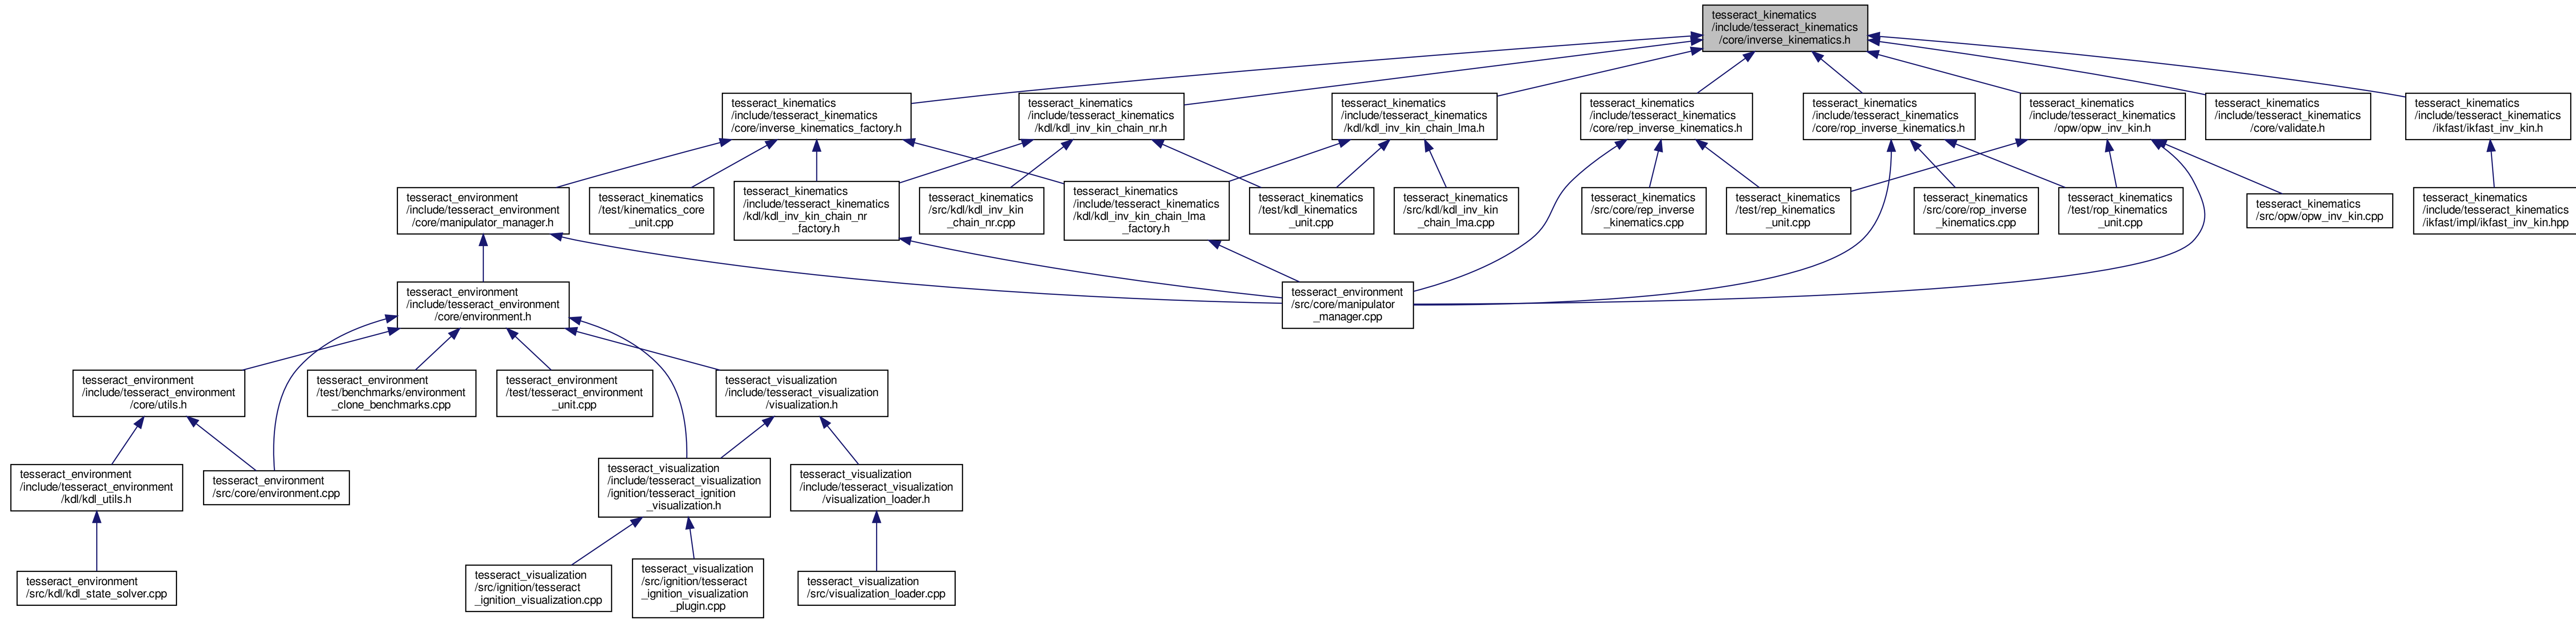 tesseract_kinematics
/include/tesseract_kinematics
/core/inverse_kinematics.h
tesseract_kinematics
/include/tesseract_kinematics
/core/inverse_kinematics_factory.h
tesseract_kinematics
/include/tesseract_kinematics
/kdl/kdl_inv_kin_chain_nr.h
tesseract_kinematics
/include/tesseract_kinematics
/kdl/kdl_inv_kin_chain_lma.h
tesseract_kinematics
/include/tesseract_kinematics
/core/rep_inverse_kinematics.h
tesseract_kinematics
/include/tesseract_kinematics
/core/rop_inverse_kinematics.h
tesseract_kinematics
/include/tesseract_kinematics
/opw/opw_inv_kin.h
tesseract_kinematics
/include/tesseract_kinematics
/core/validate.h
tesseract_kinematics
/include/tesseract_kinematics
/ikfast/ikfast_inv_kin.h
tesseract_environment
/include/tesseract_environment
/core/manipulator_manager.h
tesseract_kinematics
/test/kinematics_core
_unit.cpp
tesseract_kinematics
/include/tesseract_kinematics
/kdl/kdl_inv_kin_chain_nr
_factory.h
tesseract_kinematics
/src/kdl/kdl_inv_kin
_chain_nr.cpp
tesseract_kinematics
/include/tesseract_kinematics
/kdl/kdl_inv_kin_chain_lma
_factory.h
tesseract_kinematics
/test/kdl_kinematics
_unit.cpp
tesseract_kinematics
/src/kdl/kdl_inv_kin
_chain_lma.cpp
tesseract_kinematics
/src/core/rep_inverse
_kinematics.cpp
tesseract_kinematics
/test/rep_kinematics
_unit.cpp
tesseract_kinematics
/src/core/rop_inverse
_kinematics.cpp
tesseract_kinematics
/test/rop_kinematics
_unit.cpp
tesseract_kinematics
/src/opw/opw_inv_kin.cpp
tesseract_kinematics
/include/tesseract_kinematics
/ikfast/impl/ikfast_inv_kin.hpp
tesseract_environment
/include/tesseract_environment
/core/environment.h
tesseract_environment
/src/core/manipulator
_manager.cpp
tesseract_environment
/include/tesseract_environment
/core/utils.h
tesseract_environment
/test/benchmarks/environment
_clone_benchmarks.cpp
tesseract_environment
/test/tesseract_environment
_unit.cpp
tesseract_visualization
/include/tesseract_visualization
/visualization.h
tesseract_environment
/include/tesseract_environment
/kdl/kdl_utils.h
tesseract_environment
/src/core/environment.cpp
tesseract_visualization
/include/tesseract_visualization
/ignition/tesseract_ignition
_visualization.h
tesseract_visualization
/include/tesseract_visualization
/visualization_loader.h
tesseract_environment
/src/kdl/kdl_state_solver.cpp
tesseract_visualization
/src/ignition/tesseract
_ignition_visualization.cpp
tesseract_visualization
/src/ignition/tesseract
_ignition_visualization
_plugin.cpp
tesseract_visualization
/src/visualization_loader.cpp